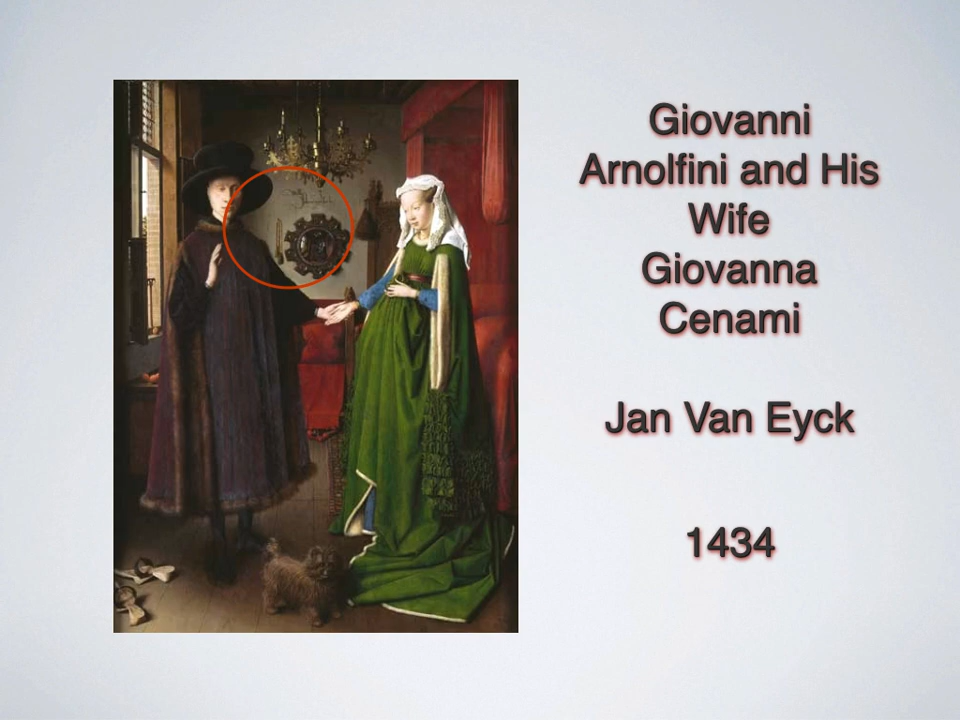 Giovanni
Arnolfini and His
Wife
Giovanna
Cenami
Jan Van Eyck
1434